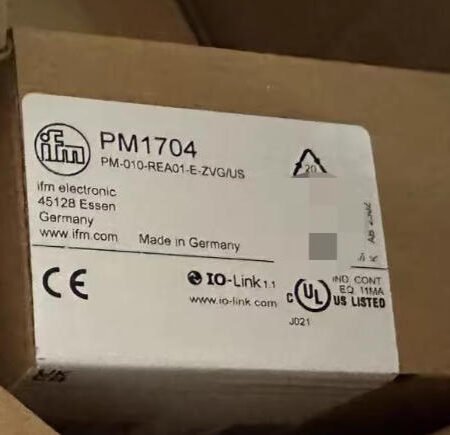 ifm
PM1704
PM-010-REA01-E-ZVG/US
20
ifm electronic
45128 Essen
Germany
www.ifm.com
Made in Germany
CE
IO-Link 1.1
www.io-link.com
c UL US LISTED
IND. CONT
EQ. 11MA
J021